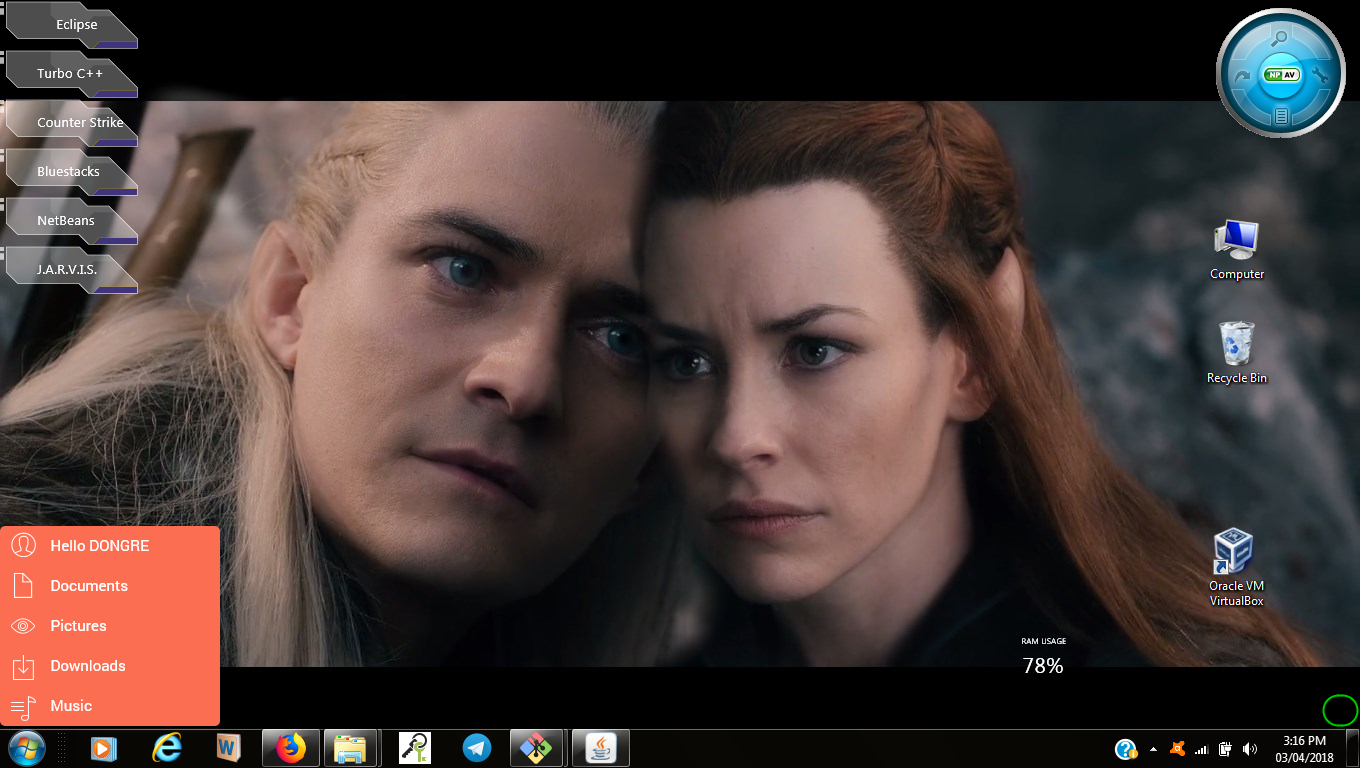 Eclipse
Turbo C++
Counter Strike
Bluestacks
NetBeans
J.A.R.V.I.S.
NP AV
Computer
Recycle Bin
Oracle VM
VirtualBox
Hello DONGRE
Documents
Pictures
Downloads
Music
RAM USAGE
78%
W
3:16 PM
03/04/2018